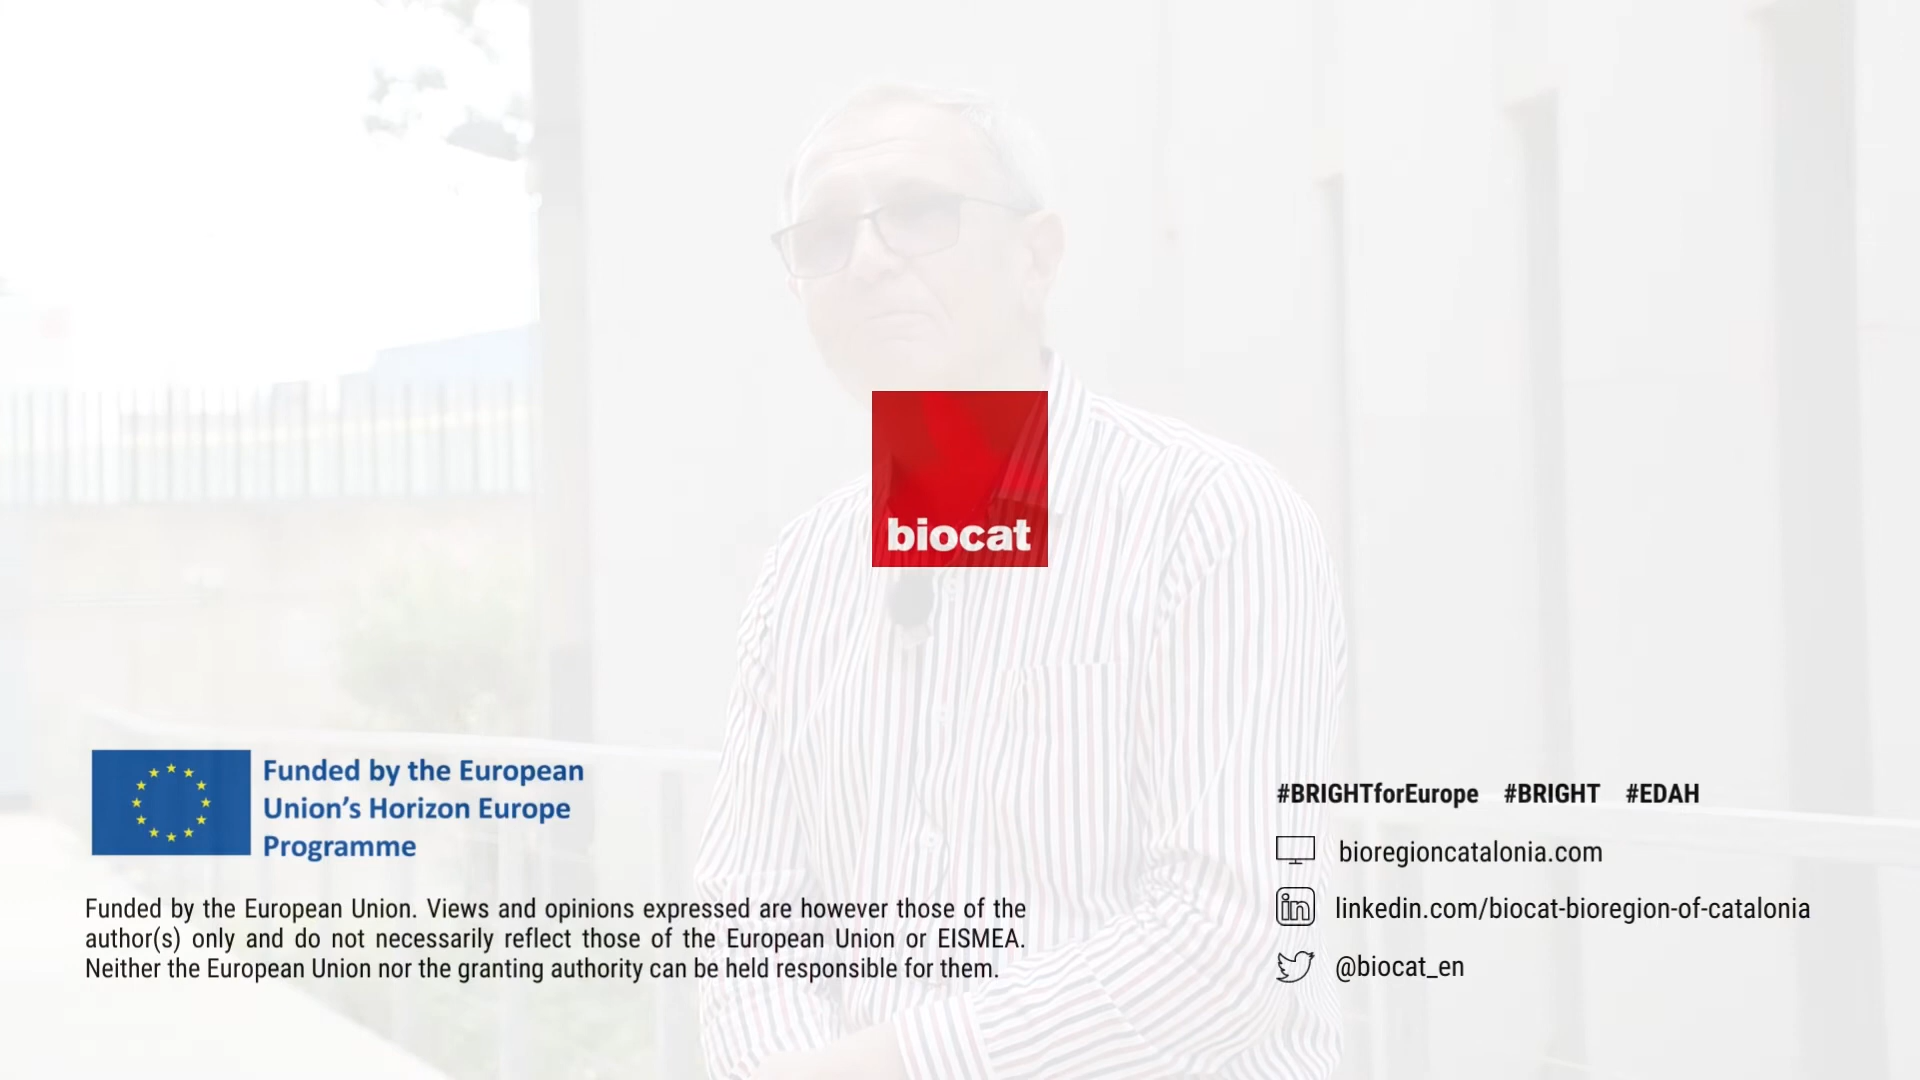 biocat
Funded by the European
Union's Horizon Europe
Programme
Funded by the European Union. Views and opinions expressed are however those of the
author(s) only and do not necessarily reflect those of the European Union or EISMEA.
Neither the European Union nor the granting authority can be held responsible for them.
#BRIGHTforEurope #BRIGHT #EDAH
bioregioncatalonia.com
in linkedin.com/biocat-bioregion-of-catalonia
@biocat_en